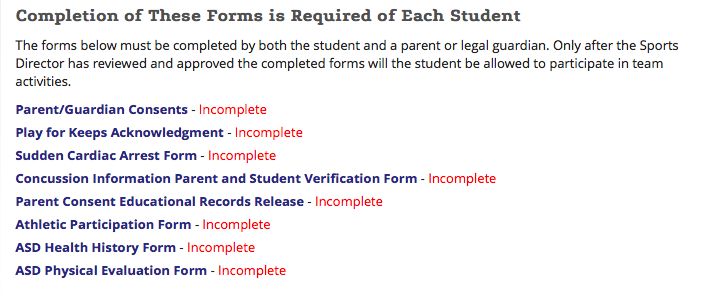 Completion of These Forms is Required of Each Student
The forms below must be completed by both the student and a parent or legal guardian. Only after the Sports
Director has reviewed and approved the completed forms will the student be allowed to participate in team
activities.
Parent/Guardian Consents - Incomplete
Play for Keeps Acknowledgment - Incomplete
Sudden Cardiac Arrest Form - Incomplete
Concussion Information Parent and Student Verification Form - Incomplete
Parent Consent Educational Records Release - Incomplete
Athletic Participation Form - Incomplete
ASD Health History Form - Incomplete
ASD Physical Evaluation Form - Incomplete